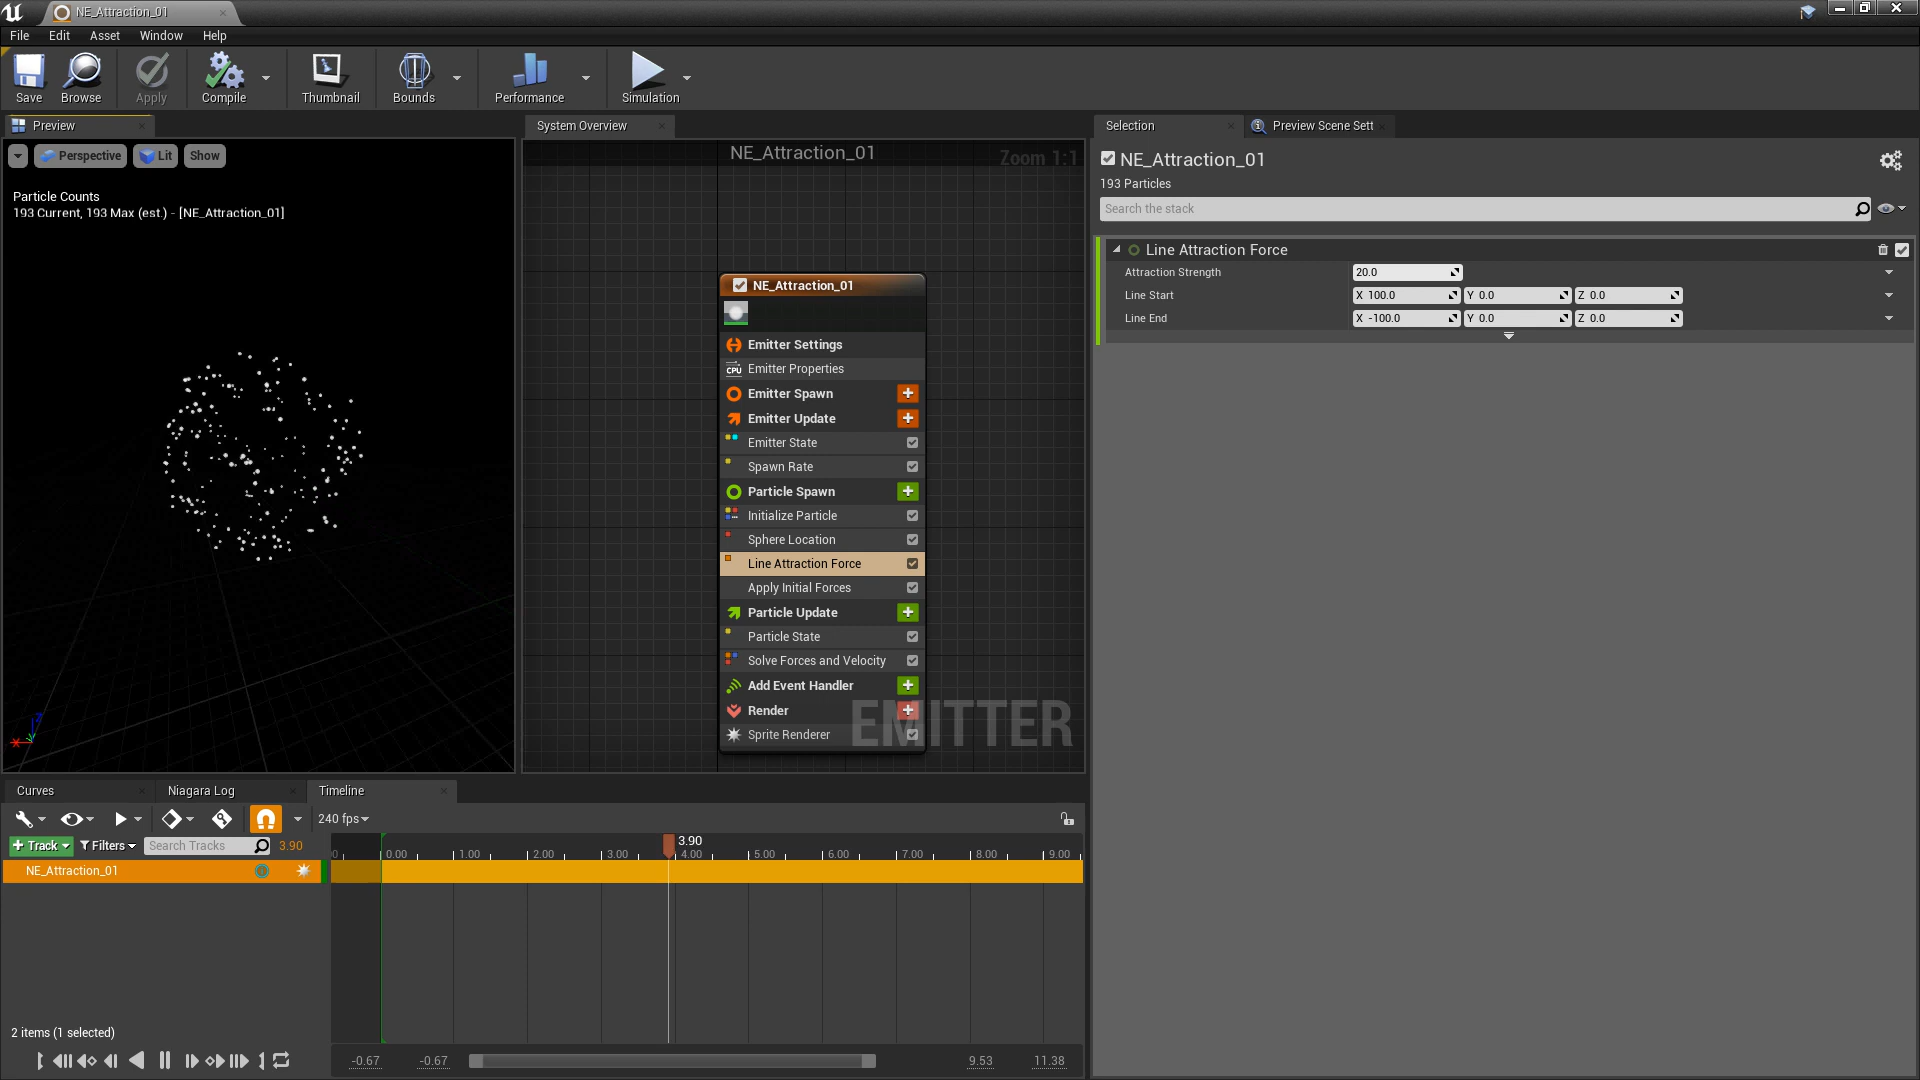 NE_Attraction_01
File Edit Asset Window Help
Save Browse Apply Compile Thumbnail Bounds Performance Simulation
Preview
Perspective Lit Show
Particle Counts
193 Current, 193 Max (est.) - [NE_Attraction_01]
Z
System Overview
NE_Attraction_01
Zoom 1:1
NE_Attraction_01
Emitter Settings
CPU Emitter Properties
Emitter Spawn
Emitter Update
Emitter State
Spawn Rate
Particle Spawn
Initialize Particle
Sphere Location
Line Attraction Force
Apply Initial Forces
Particle Update
Particle State
Solve Forces and Velocity
Add Event Handler
Render
Sprite Renderer
EMITTER
Selection Preview Scene Sett
NE_Attraction_01
193 Particles
Search the stack
Line Attraction Force
Attraction Strength 20.0
Line Start X 100.0 Y 0.0 Z 0.0
Line End X -100.0 Y 0.0 Z 0.0
Curves Niagara Log Timeline
240 fps
+ Track Filters Search Tracks 3.90
3.90
0.00 1.00 2.00 3.00 4.00 5.00 6.00 7.00 8.00 9.00
NE_Attraction_01
2 items (1 selected)
-0.67 -0.67 9.53 11.38